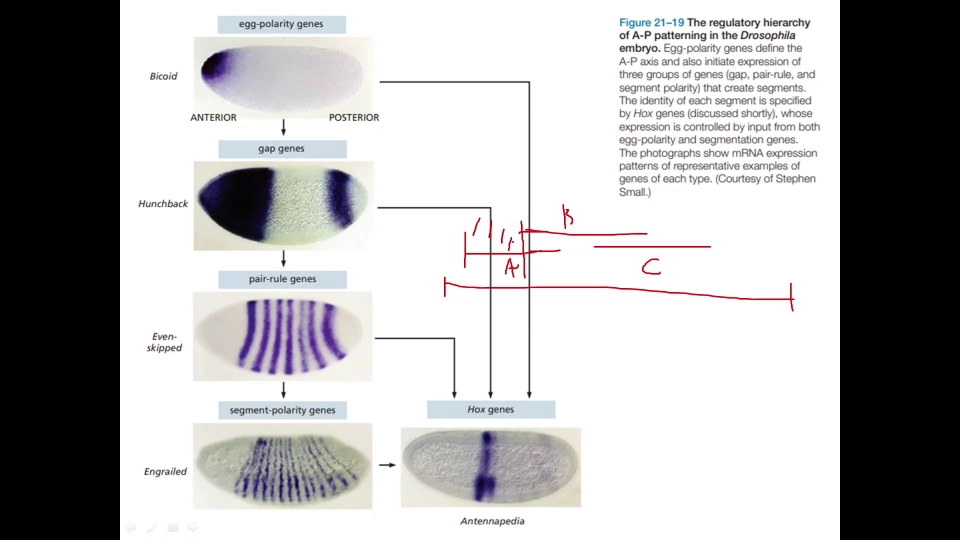 egg-polarity genes
Bicoid
ANTERIOR
POSTERIOR
gap genes
Hunchback
pair-rule genes
Even-
skipped
segment-polarity genes
Engrailed
Hox genes
Antennapedia
Figure 21–19 The regulatory hierarchy
of A-P patterning in the Drosophila
embryo. Egg-polarity genes define the
A-P axis and also initiate expression of
three groups of genes (gap, pair-rule, and
segment polarity) that create segments.
The identity of each segment is specified
by Hox genes (discussed shortly), whose
expression is controlled by input from both
egg-polarity and segmentation genes.
The photographs show mRNA expression
patterns of representative examples of
genes of each type. (Courtesy of Stephen
Small.)
B
A
C